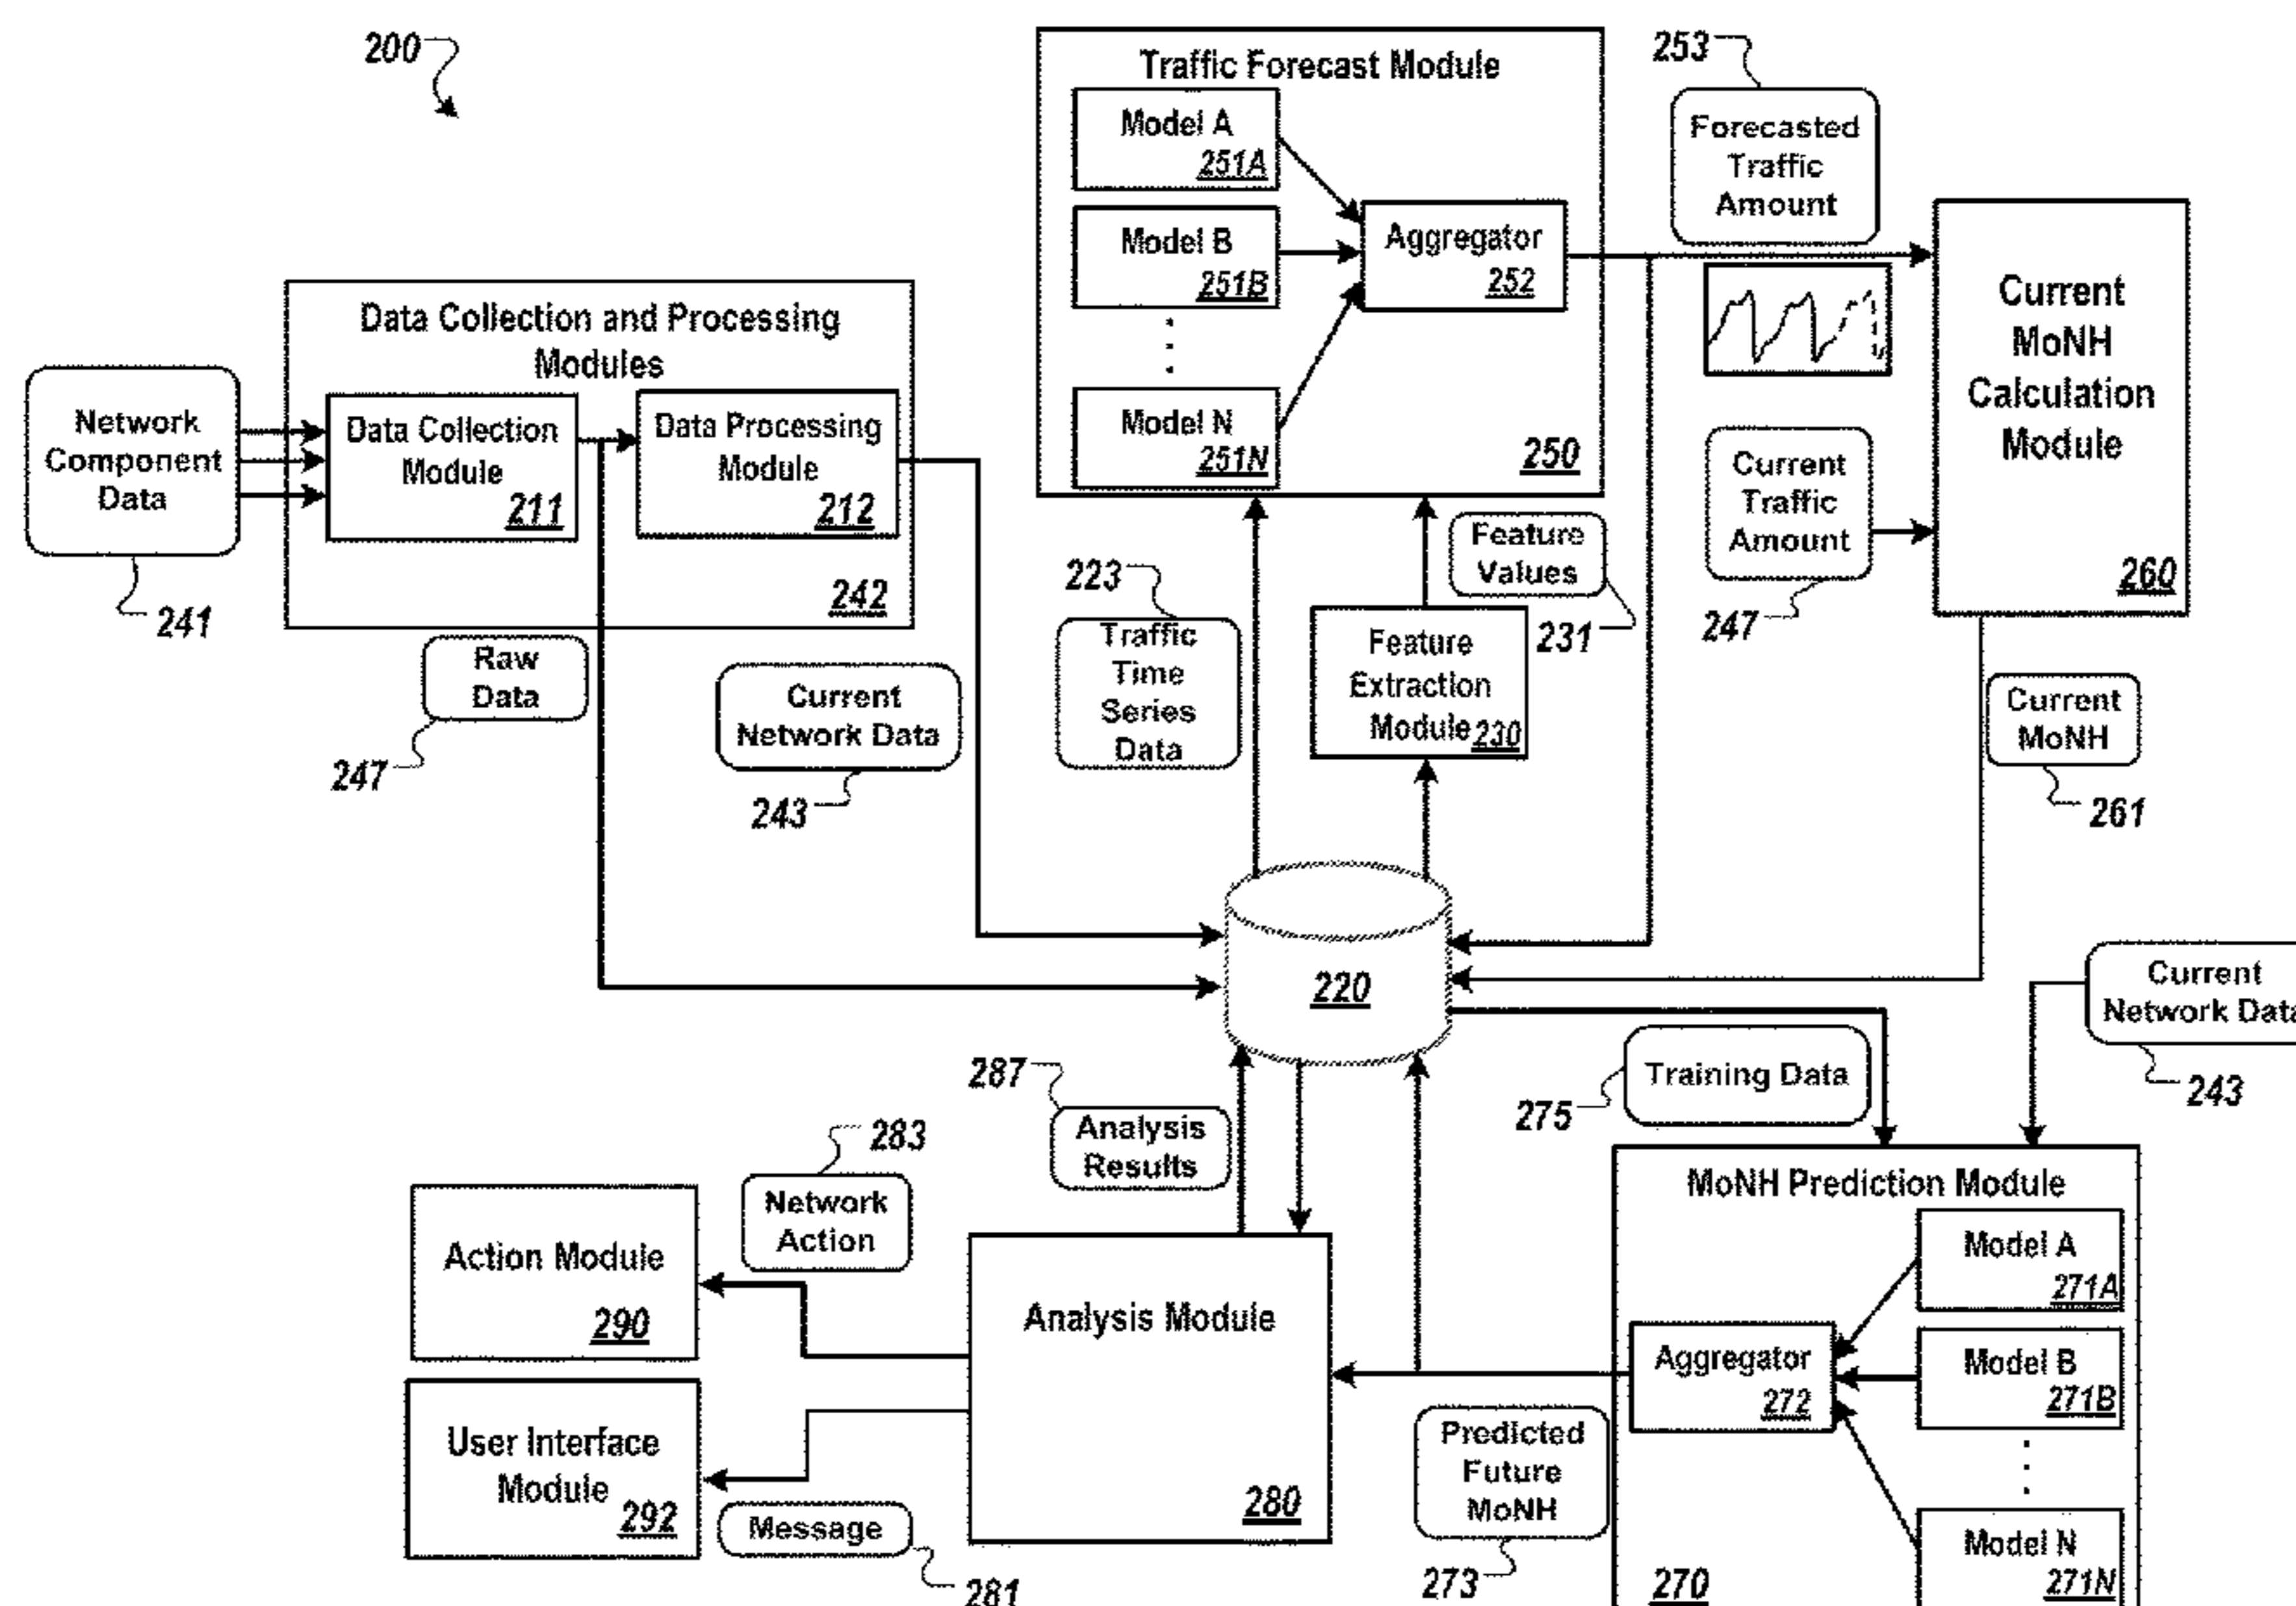 200
Traffic Forecast Module
Model A
251A
Model B
251B
Model N
251N
Aggregator
252
250
253
Forecasted
Traffic
Amount
Current
MoNH
Calculation
Module
260
Current
Traffic
Amount
247
Data Collection and Processing
Modules
Network
Component
Data
241
Data Collection
Module
211
Data Processing
Module
212
242
Raw
Data
247
Current
Network Data
243
223
Traffic
Time
Series
Data
Feature
Values
231
Feature
Extraction
Module 230
Current
MoNH
261
220
Current
Network Data
243
Training Data
275
287
Analysis
Results
283
Network
Action
Action Module
290
User Interface
Module
292
Message
281
Analysis Module
280
Predicted
Future
MoNH
273
MoNH Prediction Module
Model A
271A
Aggregator
272
Model B
271B
Model N
271N
270